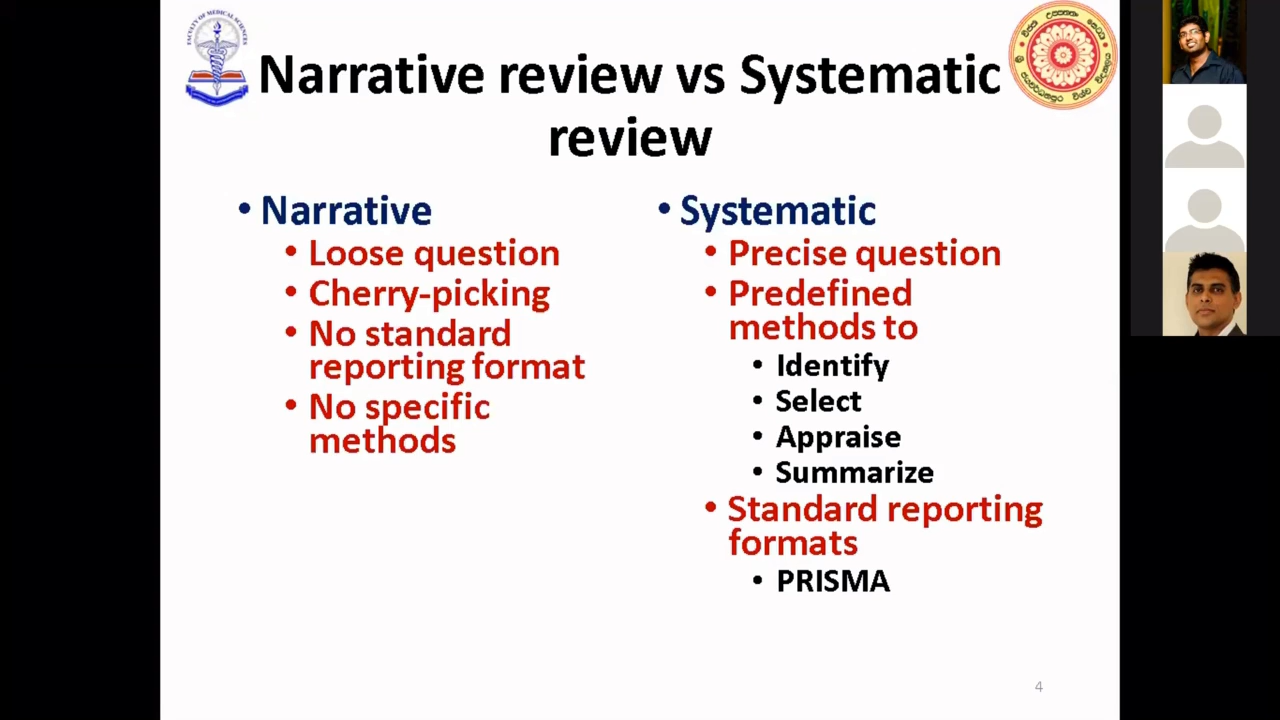 Narrative review vs Systematic
review
• Narrative
• Loose question
• Cherry-picking
• No standard
reporting format
• No specific
methods
• Systematic
• Precise question
• Predefined
methods to
• Identify
• Select
• Appraise
• Summarize
• Standard reporting
formats
• PRISMA
4